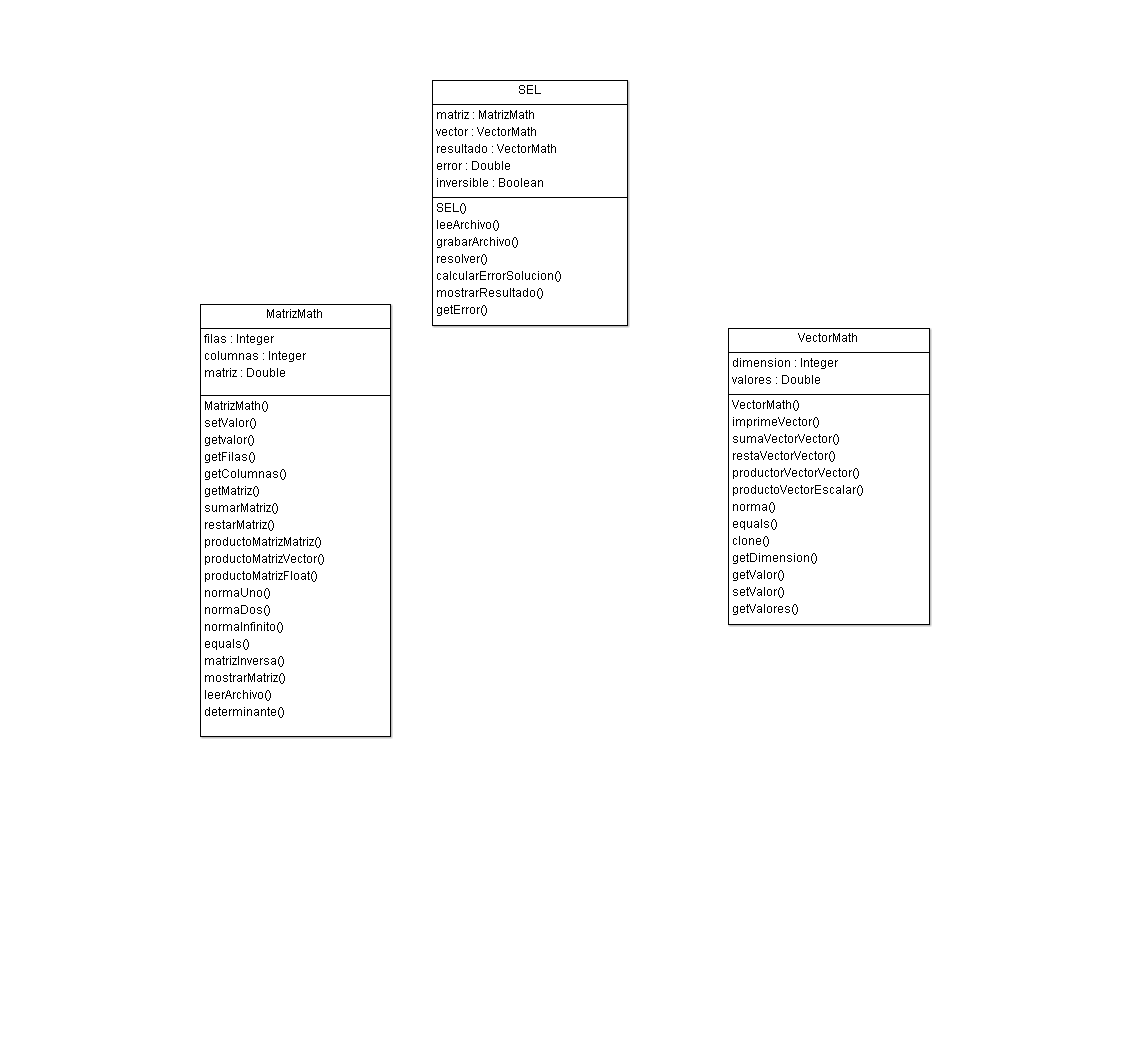 SEL
matriz : MatrizMath
vector : VectorMath
resultado : VectorMath
error : Double
inversible : Boolean
SEL()
leeArchivo()
grabarArchivo()
resolver()
calcularErrorSolucion()
mostrarResultado()
getError()
MatrizMath
filas : Integer
columnas : Integer
matriz : Double
MatrizMath()
setValor()
getvalor()
getFilas()
getColumnas()
getMatriz()
sumarMatriz()
restarMatriz()
productoMatrizMatriz()
productoMatrizVector()
productoMatrizFloat()
normaUno()
normaDos()
normaInfinito()
equals()
matrizInversa()
mostrarMatriz()
leerArchivo()
determinante()
VectorMath
dimension : Integer
valores : Double
VectorMath()
imprimeVector()
sumaVectorVector()
restaVectorVector()
productorVectorVector()
productoVectorEscalar()
norma()
equals()
clone()
getDimension()
getValor()
setValor()
getValores()